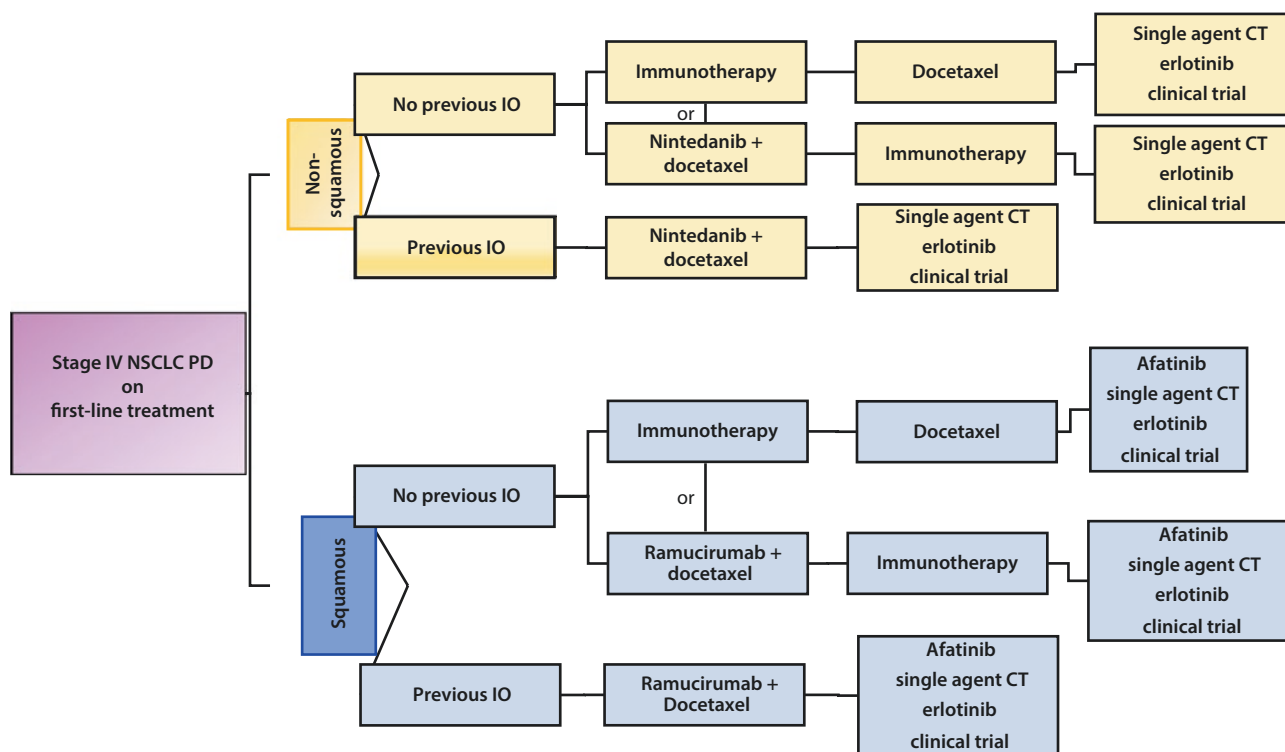 Stage IV NSCLC PD
on
first-line treatment
Non-
squamous
No previous IO
Immunotherapy
Docetaxel
Single agent CT
erlotinib
clinical trial
or
Nintedanib +
docetaxel
Immunotherapy
Single agent CT
erlotinib
clinical trial
Previous IO
Nintedanib +
docetaxel
Single agent CT
erlotinib
clinical trial
Squamous
No previous IO
Immunotherapy
Docetaxel
Afatinib
single agent CT
erlotinib
clinical trial
or
Ramucirumab +
docetaxel
Immunotherapy
Afatinib
single agent CT
erlotinib
clinical trial
Previous IO
Ramucirumab +
Docetaxel
Afatinib
single agent CT
erlotinib
clinical trial